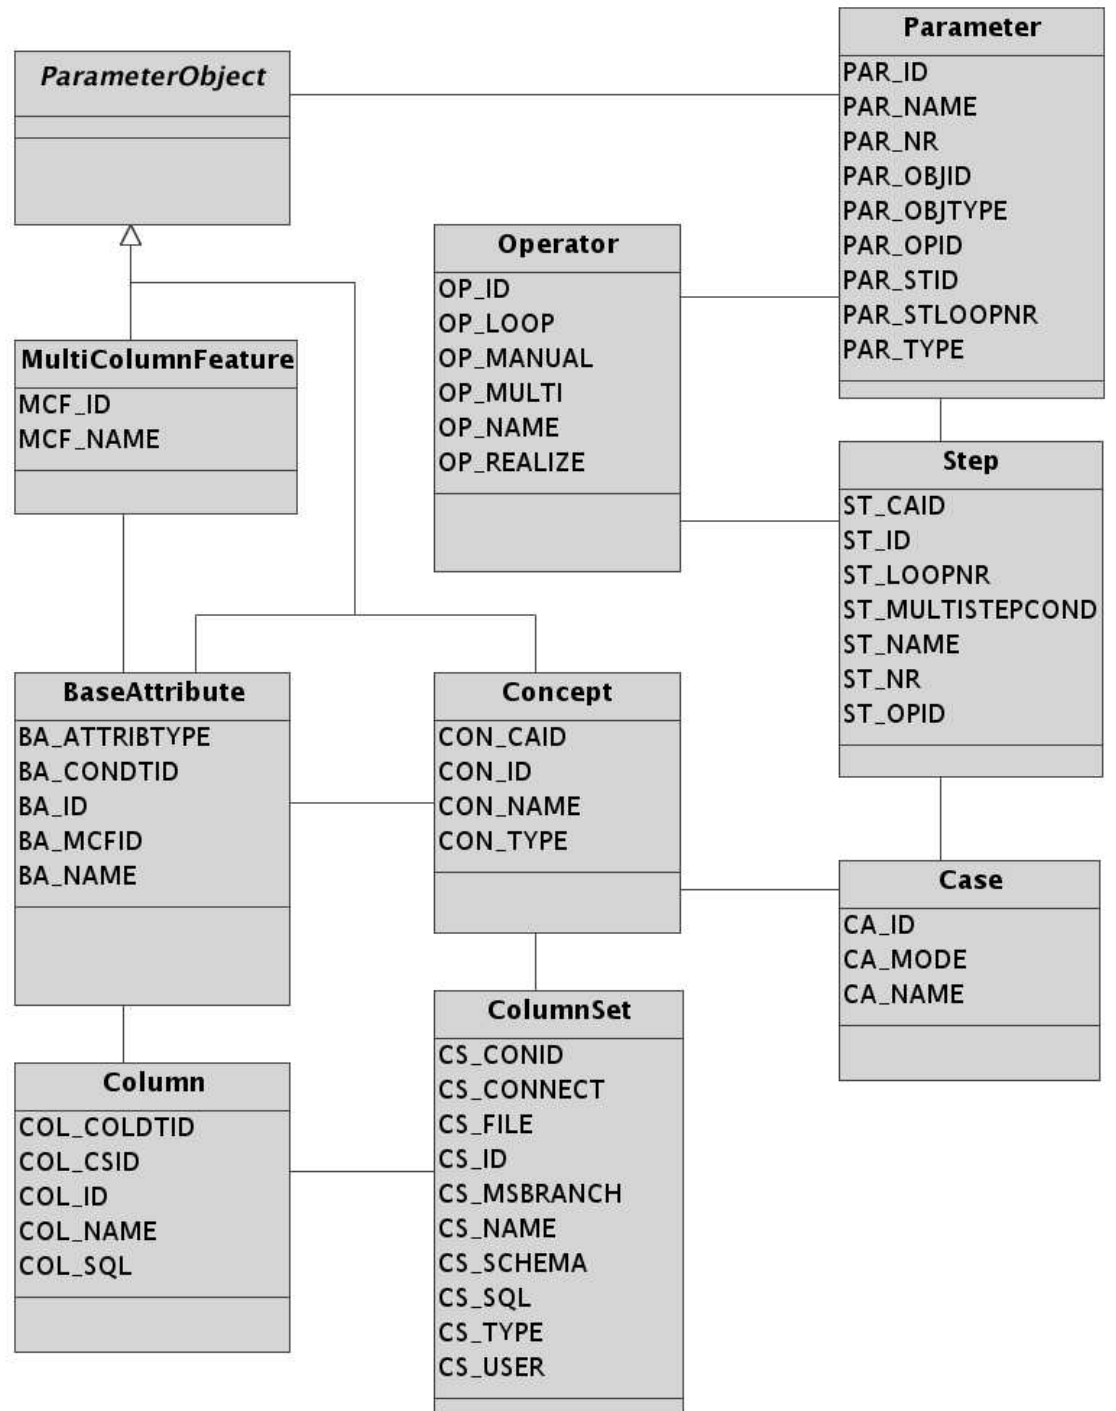 ParameterObject
Parameter
PAR_ID
PAR_NAME
PAR_NR
PAR_OBJID
PAR_OBJTYPE
PAR_OPID
PAR_STID
PAR_STLOOPNR
PAR_TYPE
Operator
OP_ID
OP_LOOP
OP_MANUAL
OP_MULTI
OP_NAME
OP_REALIZE
MultiColumnFeature
MCF_ID
MCF_NAME
Step
ST_CAID
ST_ID
ST_LOOPNR
ST_MULTISTEPCOND
ST_NAME
ST_NR
ST_OPID
BaseAttribute
BA_ATTRIBTYPE
BA_CONDTID
BA_ID
BA_MCFID
BA_NAME
Concept
CON_CAID
CON_ID
CON_NAME
CON_TYPE
Case
CA_ID
CA_MODE
CA_NAME
Column
COL_COLDTID
COL_CSID
COL_ID
COL_NAME
COL_SQL
ColumnSet
CS_CONID
CS_CONNECT
CS_FILE
CS_ID
CS_MSBRANCH
CS_NAME
CS_SCHEMA
CS_SQL
CS_TYPE
CS_USER